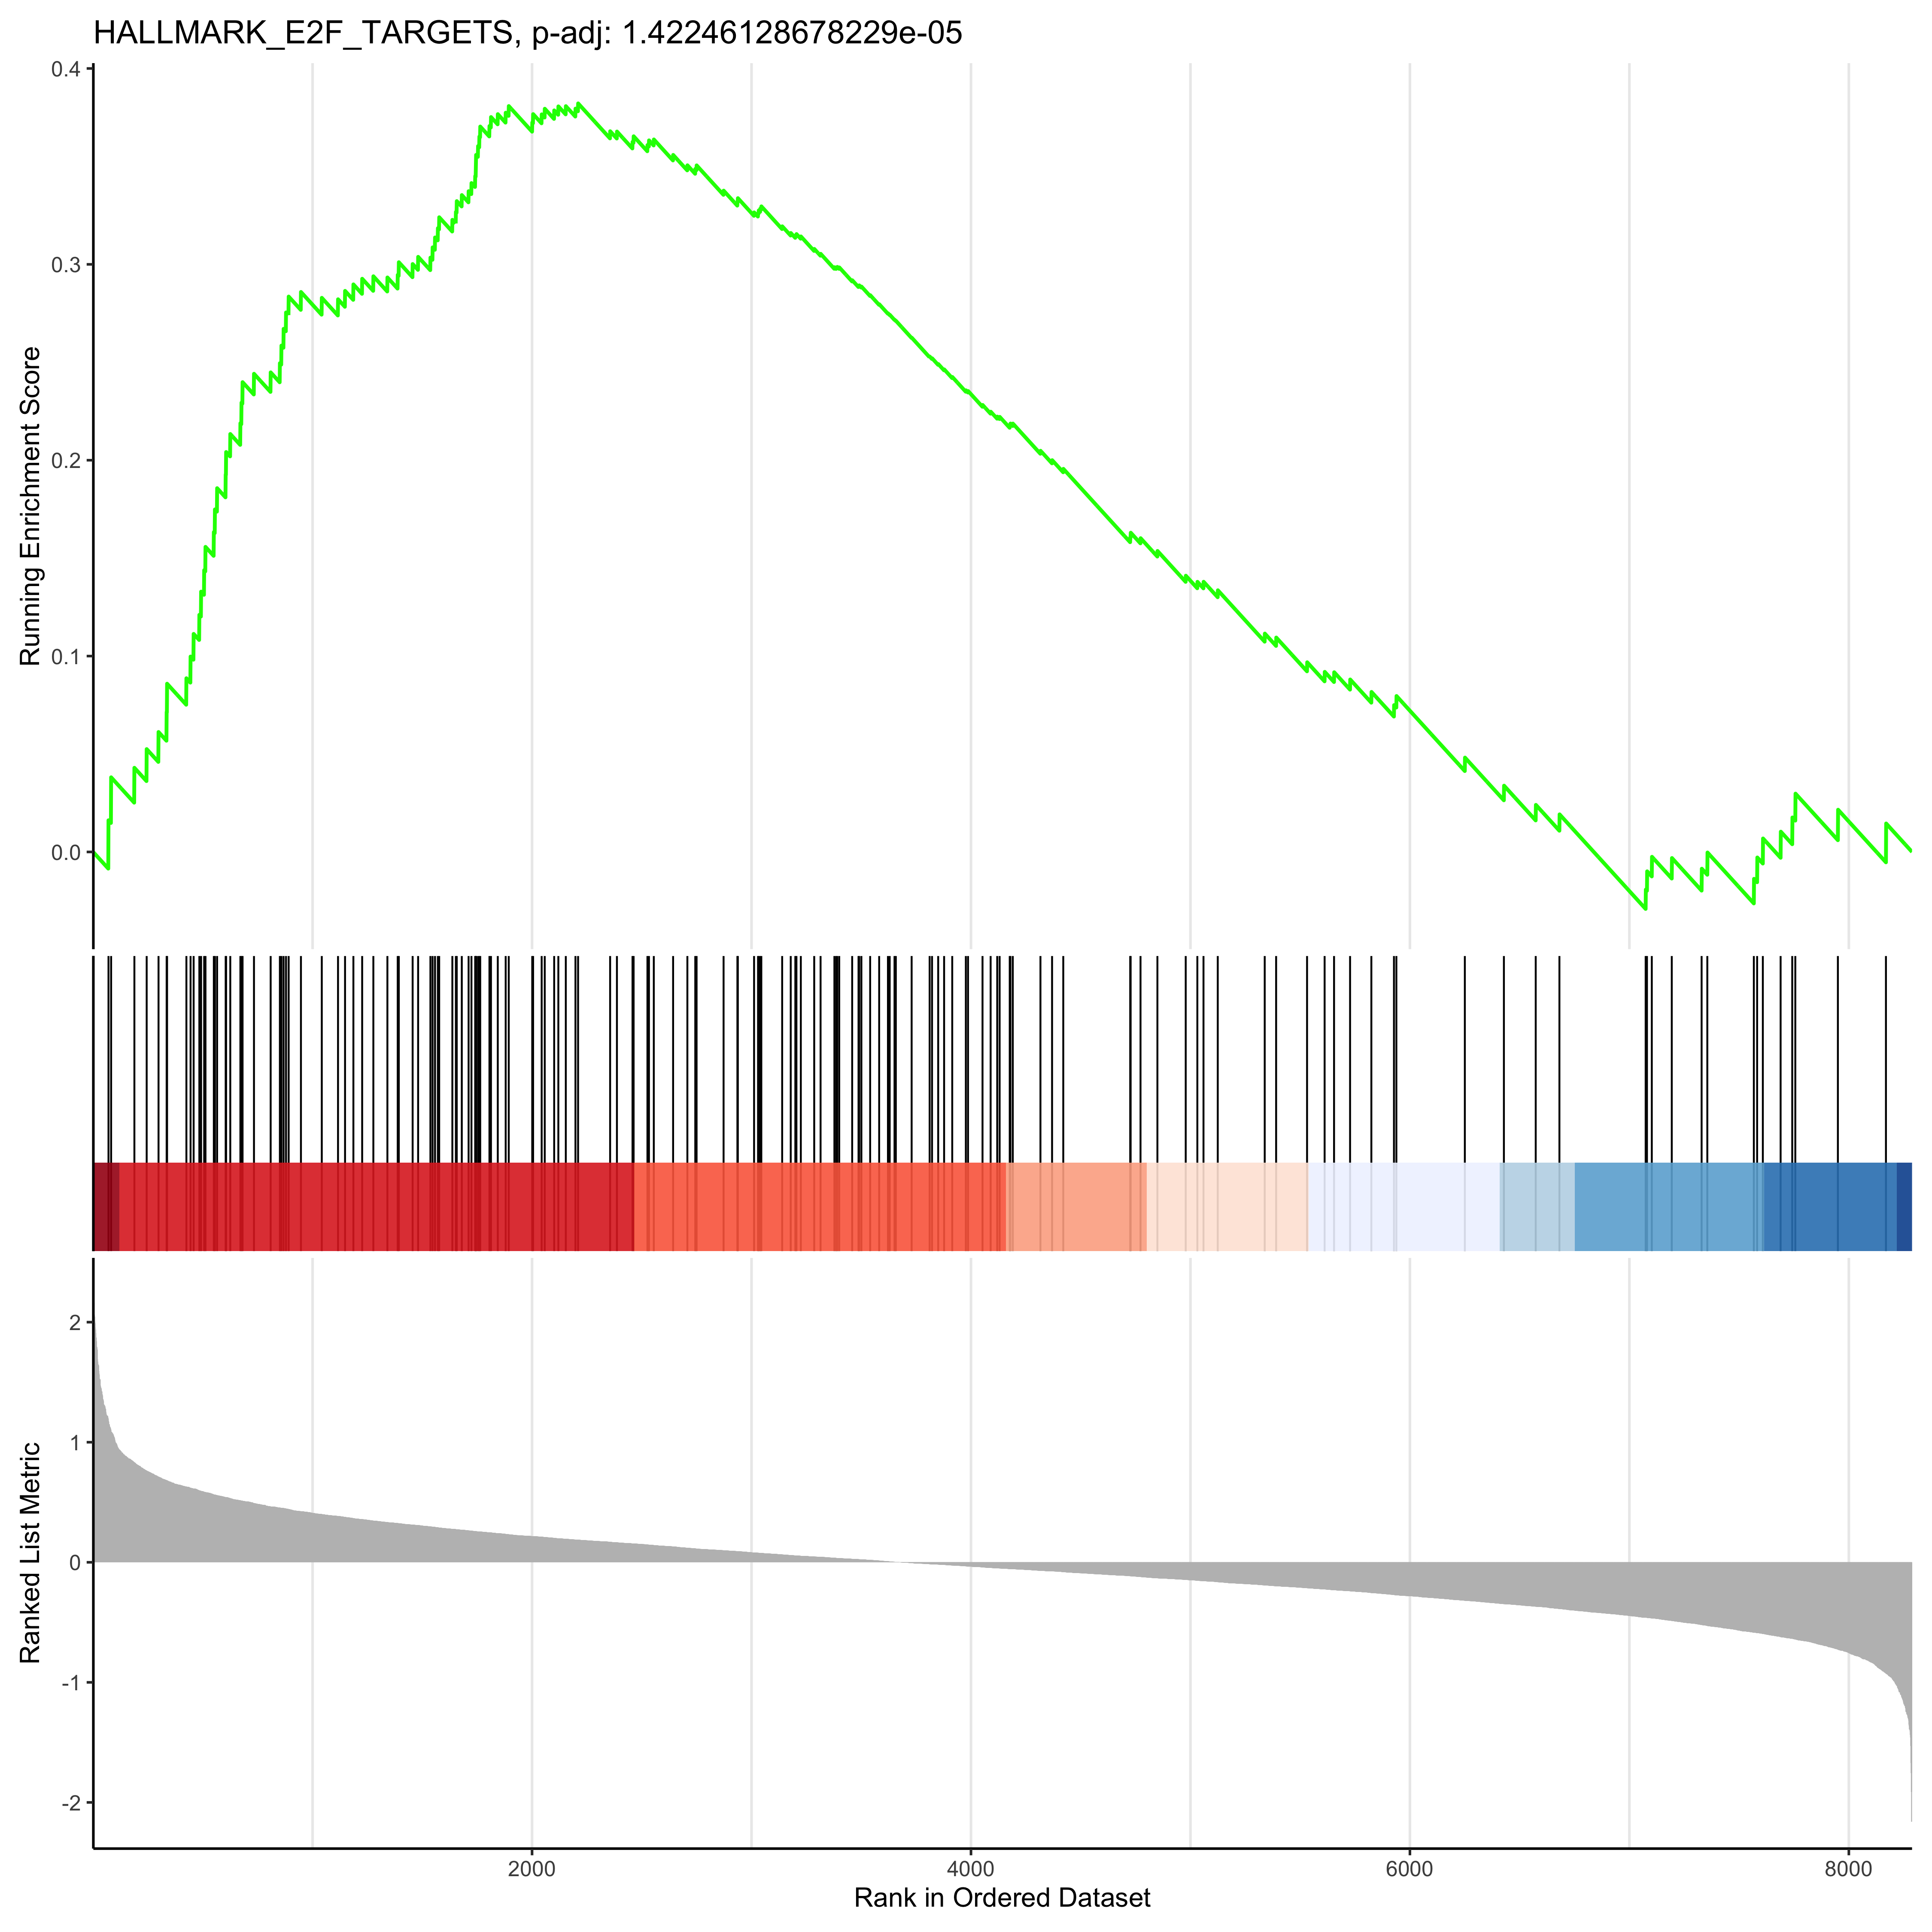 HALLMARK_E2F_TARGETS, p-adj: 1.42246128678229e-05
0.4
0.3
0.2
0.1
0.0
Running Enrichment Score
2
1
0
-1
-2
Ranked List Metric
2000 4000 6000 8000
Rank in Ordered Dataset